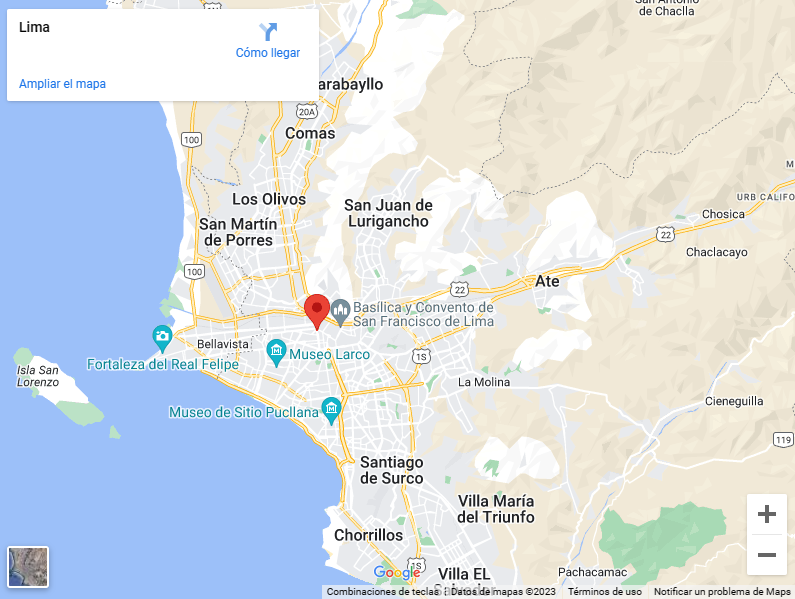 Lima
Cómo llegar
Ampliar el mapa
San Antonio
de Chaclla
arabayllo
20A
Comas
100
Los Olivos
San Juan de
Lurigancho
San Martín
de Porres
URB CALIFO
Chosica
22
Chaclacayo
100
Ate
22
Basílica y Convento de
San Francisco de Lima
Bellavista
Museo Larco
1S
Fortaleza del Real Felipe
Isla San
Lorenzo
La Molina
Cieneguilla
Museo de Sitio Pucllana
119
Santiago
de Surco
Villa María
del Triunfo
Chorrillos
1S
Google
Villa EL
Salvador
Pachacamac
Combinaciones de teclas
Datos de mapas ©2023
Términos de uso
Notificar un problema de Maps